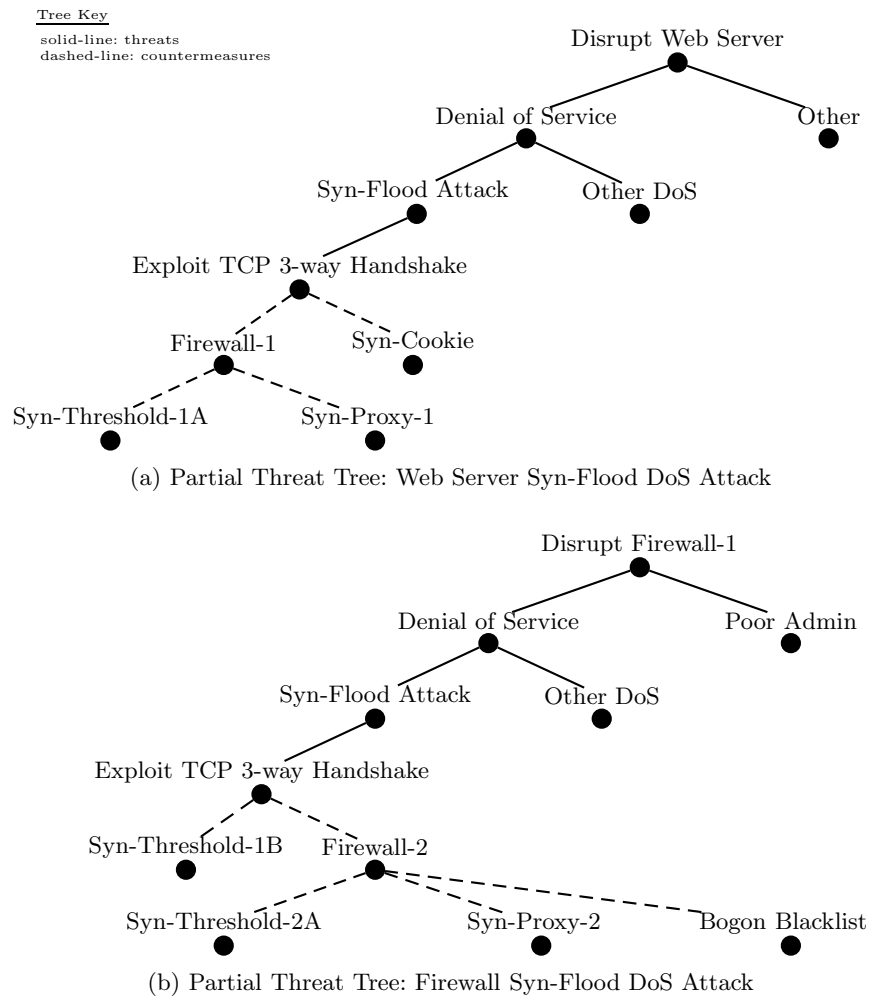 Tree Key
solid-line: threats
dashed-line: countermeasures
Disrupt Web Server
Denial of Service
Other
Syn-Flood Attack
Other DoS
Exploit TCP 3-way Handshake
Firewall-1
Syn-Cookie
Syn-Threshold-1A
Syn-Proxy-1
(a) Partial Threat Tree: Web Server Syn-Flood DoS Attack
Disrupt Firewall-1
Denial of Service
Poor Admin
Syn-Flood Attack
Other DoS
Exploit TCP 3-way Handshake
Syn-Threshold-1B
Firewall-2
Syn-Threshold-2A
Syn-Proxy-2
Bogon Blacklist
(b) Partial Threat Tree: Firewall Syn-Flood DoS Attack